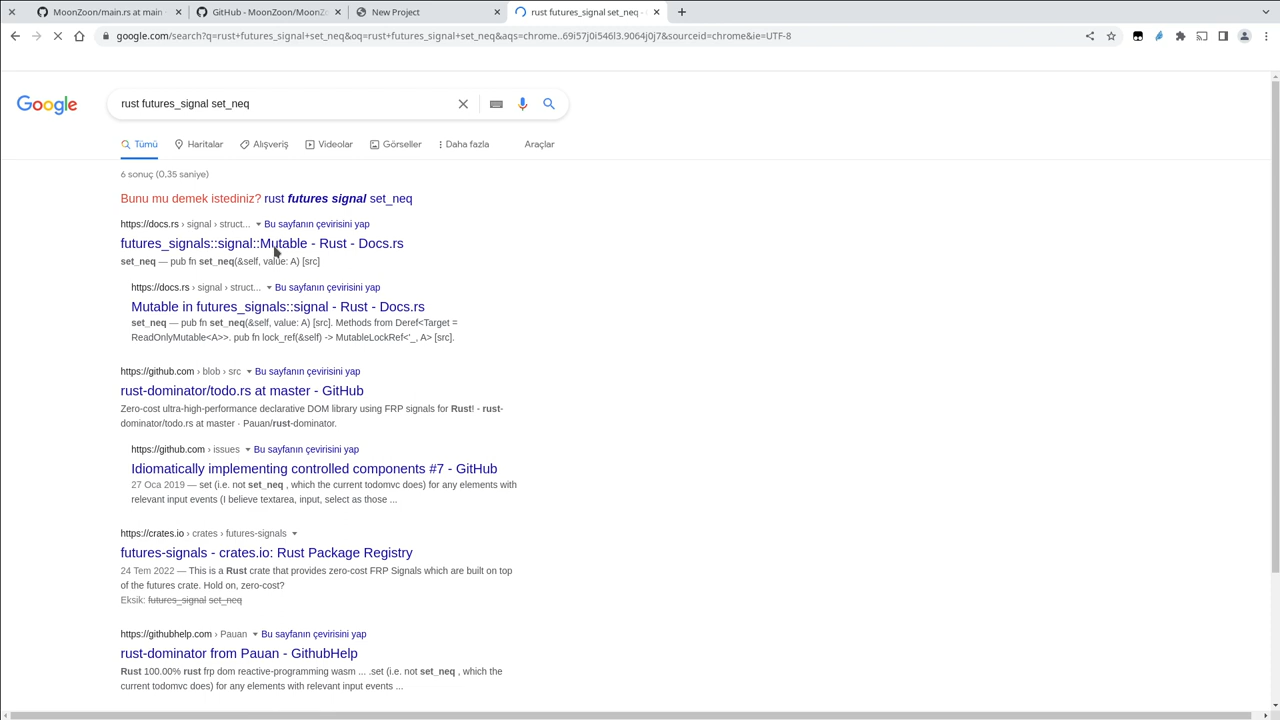 MoonZoon/main.rs at main
GitHub - MoonZoon/MoonZ
New Project
rust futures_signal set_neq -
google.com/search?q=rust+futures_signal+set_neq&oq=rust+futures_signal+set_neq&aqs=chrome..69i57j0i546l3.9064j0j7&sourceid=chrome&ie=UTF-8
Google
rust futures_signal set_neq
Tümü
Haritalar
Alışveriş
Videolar
Görseller
Daha fazla
Araçlar
6 sonuç (0.35 saniye)
Bunu mu demek istediniz? rust futures signal set_neq
https://docs.rs › signal › struct... Bu sayfanın çevirisini yap
futures_signals::signal::Mutable - Rust - Docs.rs
set_neq — pub fn set_neq(&self, value: A) [src]
https://docs.rs › signal › struct... Bu sayfanın çevirisini yap
Mutable in futures_signals::signal - Rust - Docs.rs
set_neq — pub fn set_neq(&self, value: A) [src]. Methods from Deref<Target =
ReadOnlyMutable<A>>. pub fn lock_ref(&self) -> MutableLockRef<'_, A> [src].
https://github.com › blob › src Bu sayfanın çevirisini yap
rust-dominator/todo.rs at master - GitHub
Zero-cost ultra-high-performance declarative DOM library using FRP signals for Rust! - rust-
dominator/todo.rs at master · Pauan/rust-dominator.
https://github.com › issues Bu sayfanın çevirisini yap
Idiomatically implementing controlled components #7 - GitHub
27 Oca 2019 — set (i.e. not set_neq , which the current todomvc does) for any elements with
relevant input events (I believe textarea, input, select as those ...
https://crates.io › crates › futures-signals
futures-signals - crates.io: Rust Package Registry
24 Tem 2022 — This is a Rust crate that provides zero-cost FRP Signals which are built on top
of the futures crate. Hold on, zero-cost?
Eksik: futures_signal set_neq
https://githubhelp.com › Pauan Bu sayfanın çevirisini yap
rust-dominator from Pauan - GithubHelp
Rust 100.00% rust frp dom reactive-programming wasm ... .set (i.e. not set_neq , which the
current todomvc does) for any elements with relevant input events ...